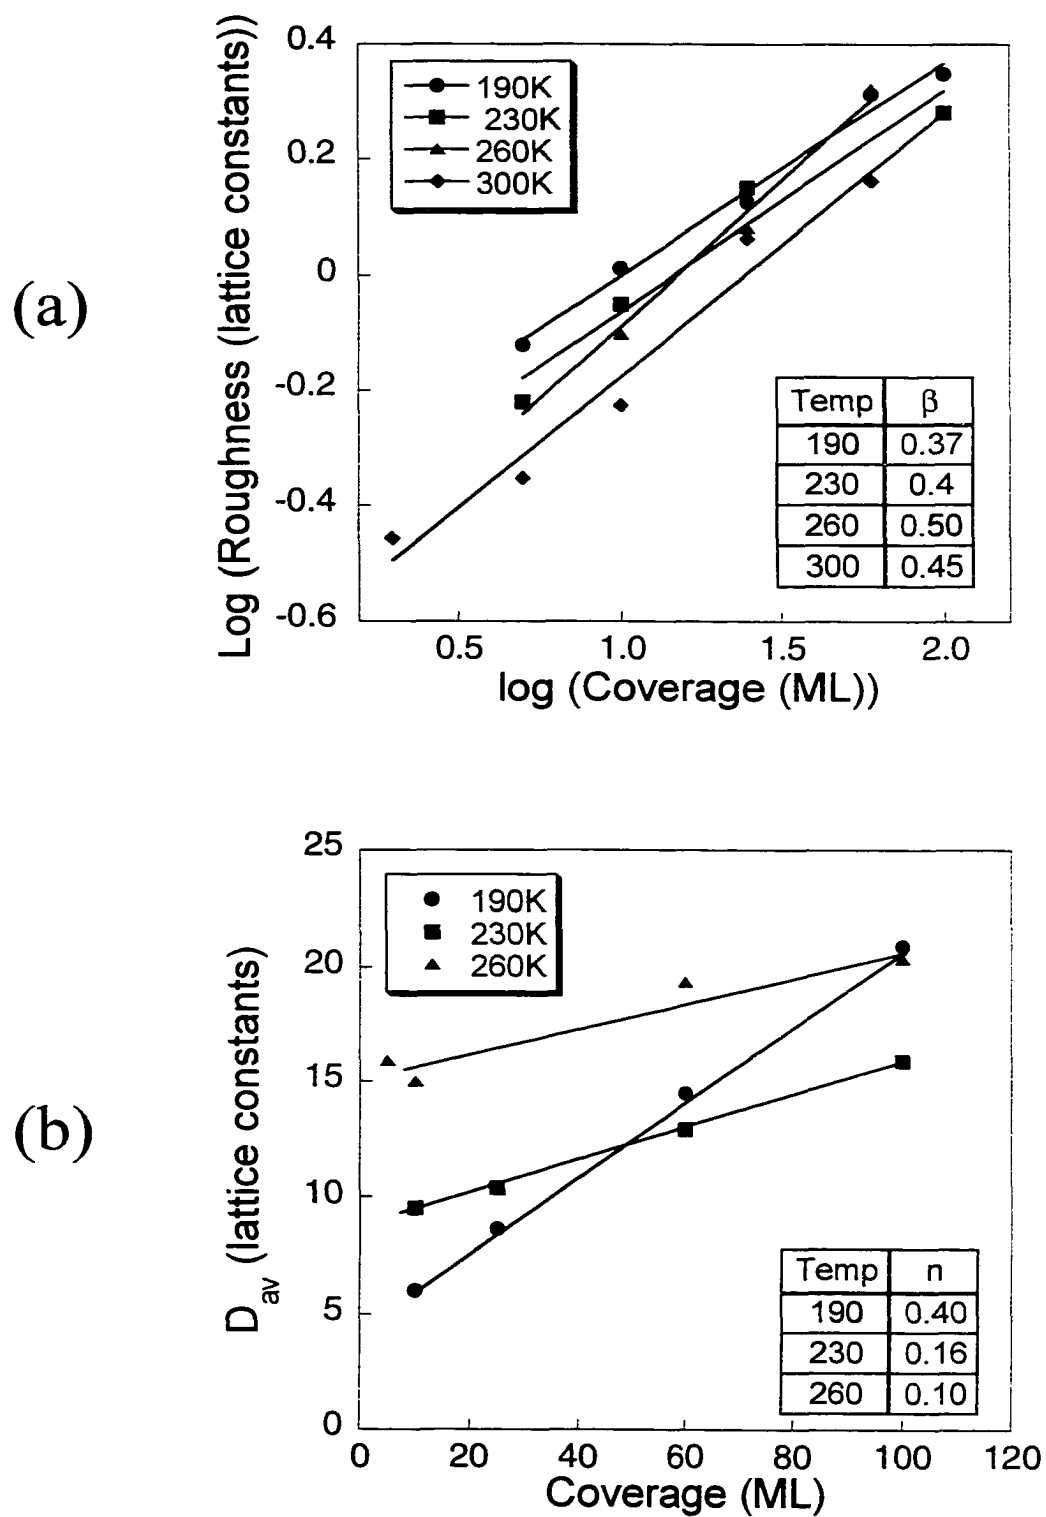 (a)
Log (Roughness (lattice constants))
0.4
0.2
0
-0.2
-0.4
-0.6
190K
230K
260K
300K
Temp β
190 0.37
230 0.4
260 0.50
300 0.45
0.5 1.0 1.5 2.0
log (Coverage (ML))
(b)
D_av (lattice constants)
25
20
15
10
5
0
190K
230K
260K
Temp n
190 0.40
230 0.16
260 0.10
0 20 40 60 80 100 120
Coverage (ML)